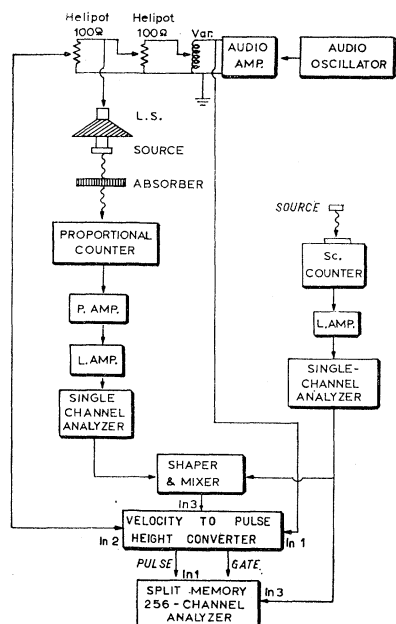 Helipot
100Ω
Helipot
100Ω
Var.
AUDIO
AMP.
AUDIO
OSCILLATOR
L.S.
SOURCE
ABSORBER
PROPORTIONAL
COUNTER
P. AMP.
L. AMP.
SINGLE
CHANNEL
ANALYZER
SOURCE
Sc.
COUNTER
L. AMP.
SINGLE-
CHANNEL
ANALYZER
SHAPER
& MIXER
In3
VELOCITY TO PULSE
HEIGHT CONVERTER
In 2
In 1
PULSE
GATE
In1
In3
SPLIT MEMORY
256-CHANNEL
ANALYZER